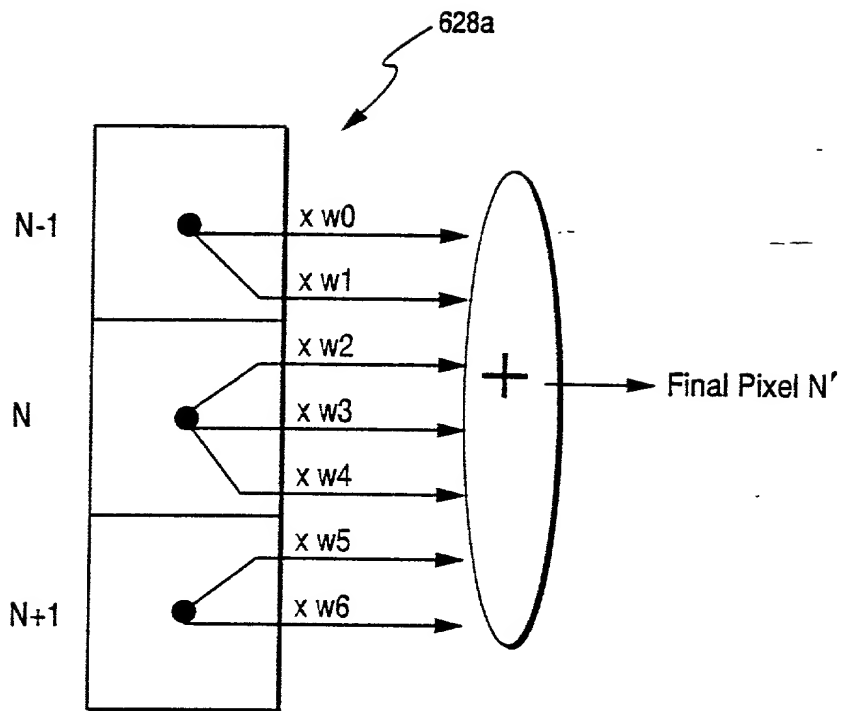 628a
N-1
x w0
x w1
x w2
N
x w3
+
Final Pixel N'
x w4
x w5
N+1
x w6